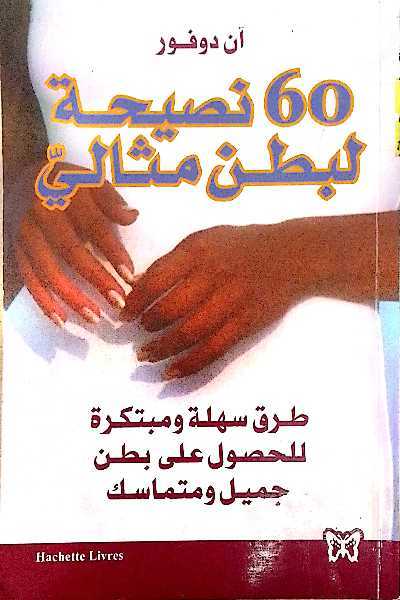 آن دوفور
60 نصيحة
لبطن مثاليّ
طرق سهلة ومبتكرة
للحصول على بطن
جميل ومتماسك
Hachette Livres